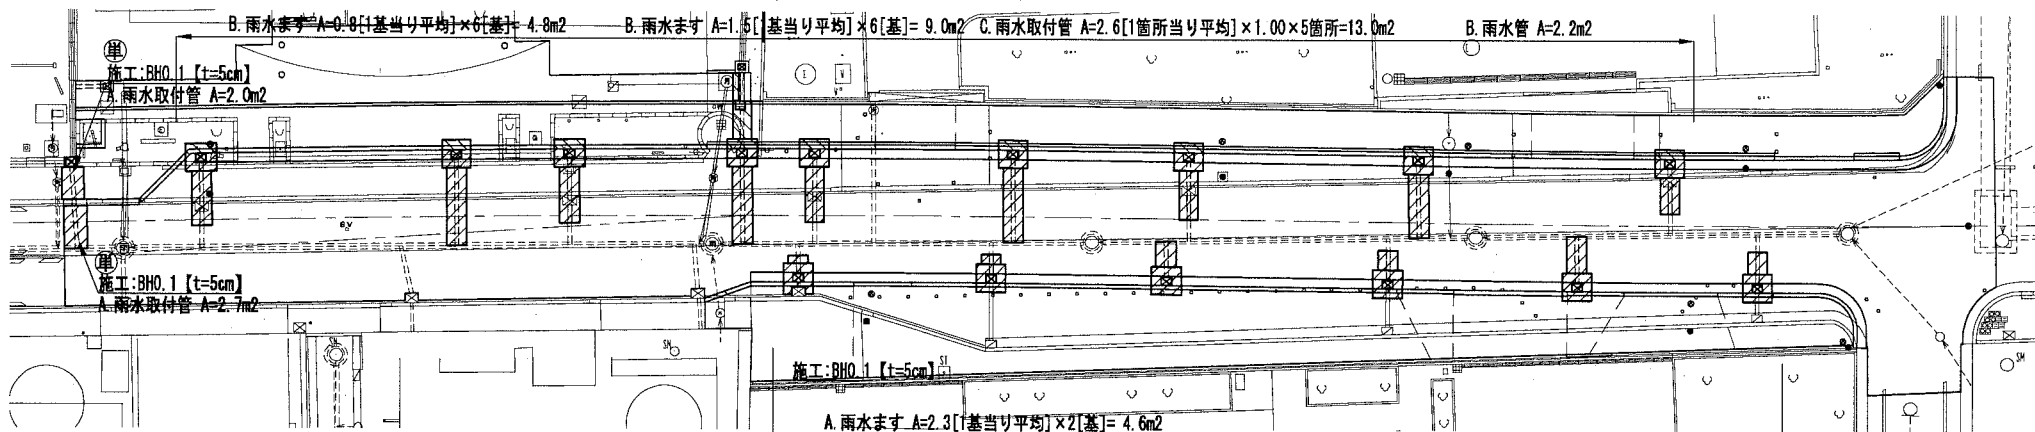 B.雨水ます A=0.8[1基当り平均]×6[基]= 4.8m2
B.雨水ます A=1.5[1基当り平均]×6[基]= 9.0m2
C.雨水取付管 A=2.6[1箇所当り平均]×1.00×5箇所=13.0m2
B.雨水管 A=2.2m2
単
施工:BH0.1【t=5cm】
A.雨水取付管 A=2.0m2
単
施工:BH0.1【t=5cm】
A.雨水取付管 A=2.7m2
施工:BH0.1【t=5cm】
A.雨水ます A=2.3[1基当り平均]×2[基]= 4.6m2